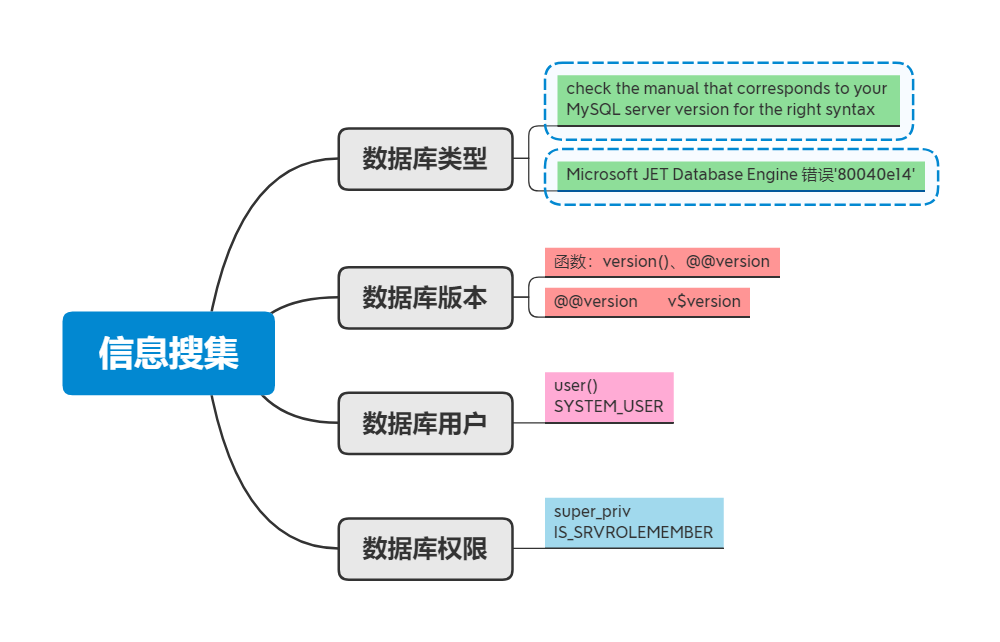 信息搜集
数据库类型
check the manual that corresponds to your
MySQL server version for the right syntax
Microsoft JET Database Engine 错误'80040e14'
数据库版本
函数：version()、@@version
@@version v$version
数据库用户
user()
SYSTEM_USER
数据库权限
super_priv
IS_SRVROLEMEMBER